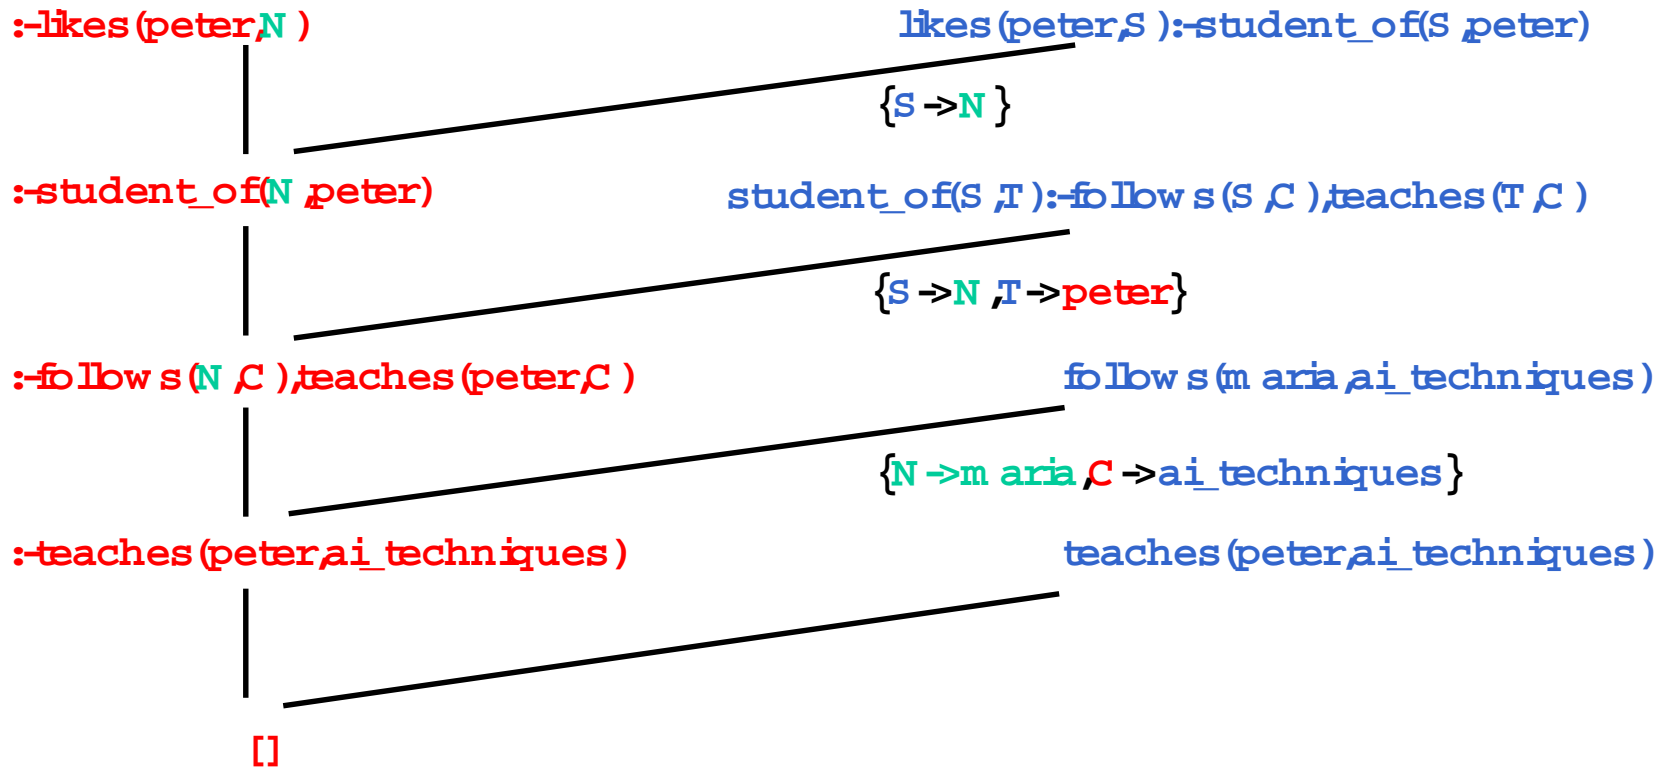 :-likes(peter,N)
likes(peter,S):-student_of(S,peter)
{S->N}
:-student_of(N,peter)
student_of(S,T):-follows(S,C),teaches(T,C)
{S->N,T->peter}
:-follows(N,C),teaches(peter,C)
follows(maria,ai_techniques)
{N->maria,C->ai_techniques}
:-teaches(peter,ai_techniques)
teaches(peter,ai_techniques)
[]